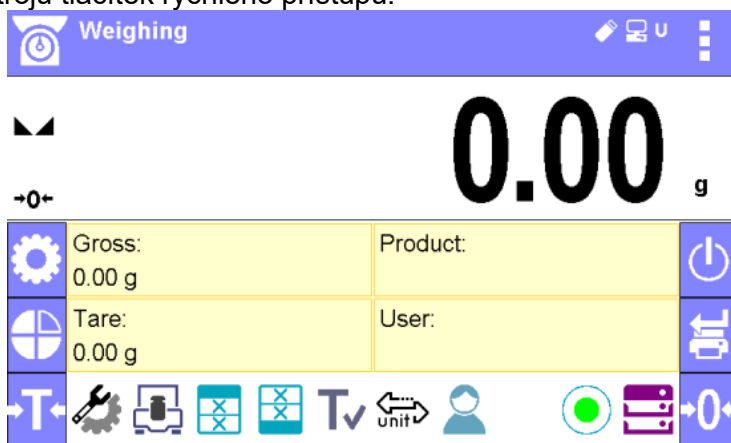 Weighing
U
0.00
→0←
g
Gross:
0.00 g
Product:
Tare:
0.00 g
User:
→T←
T
unit
→0←